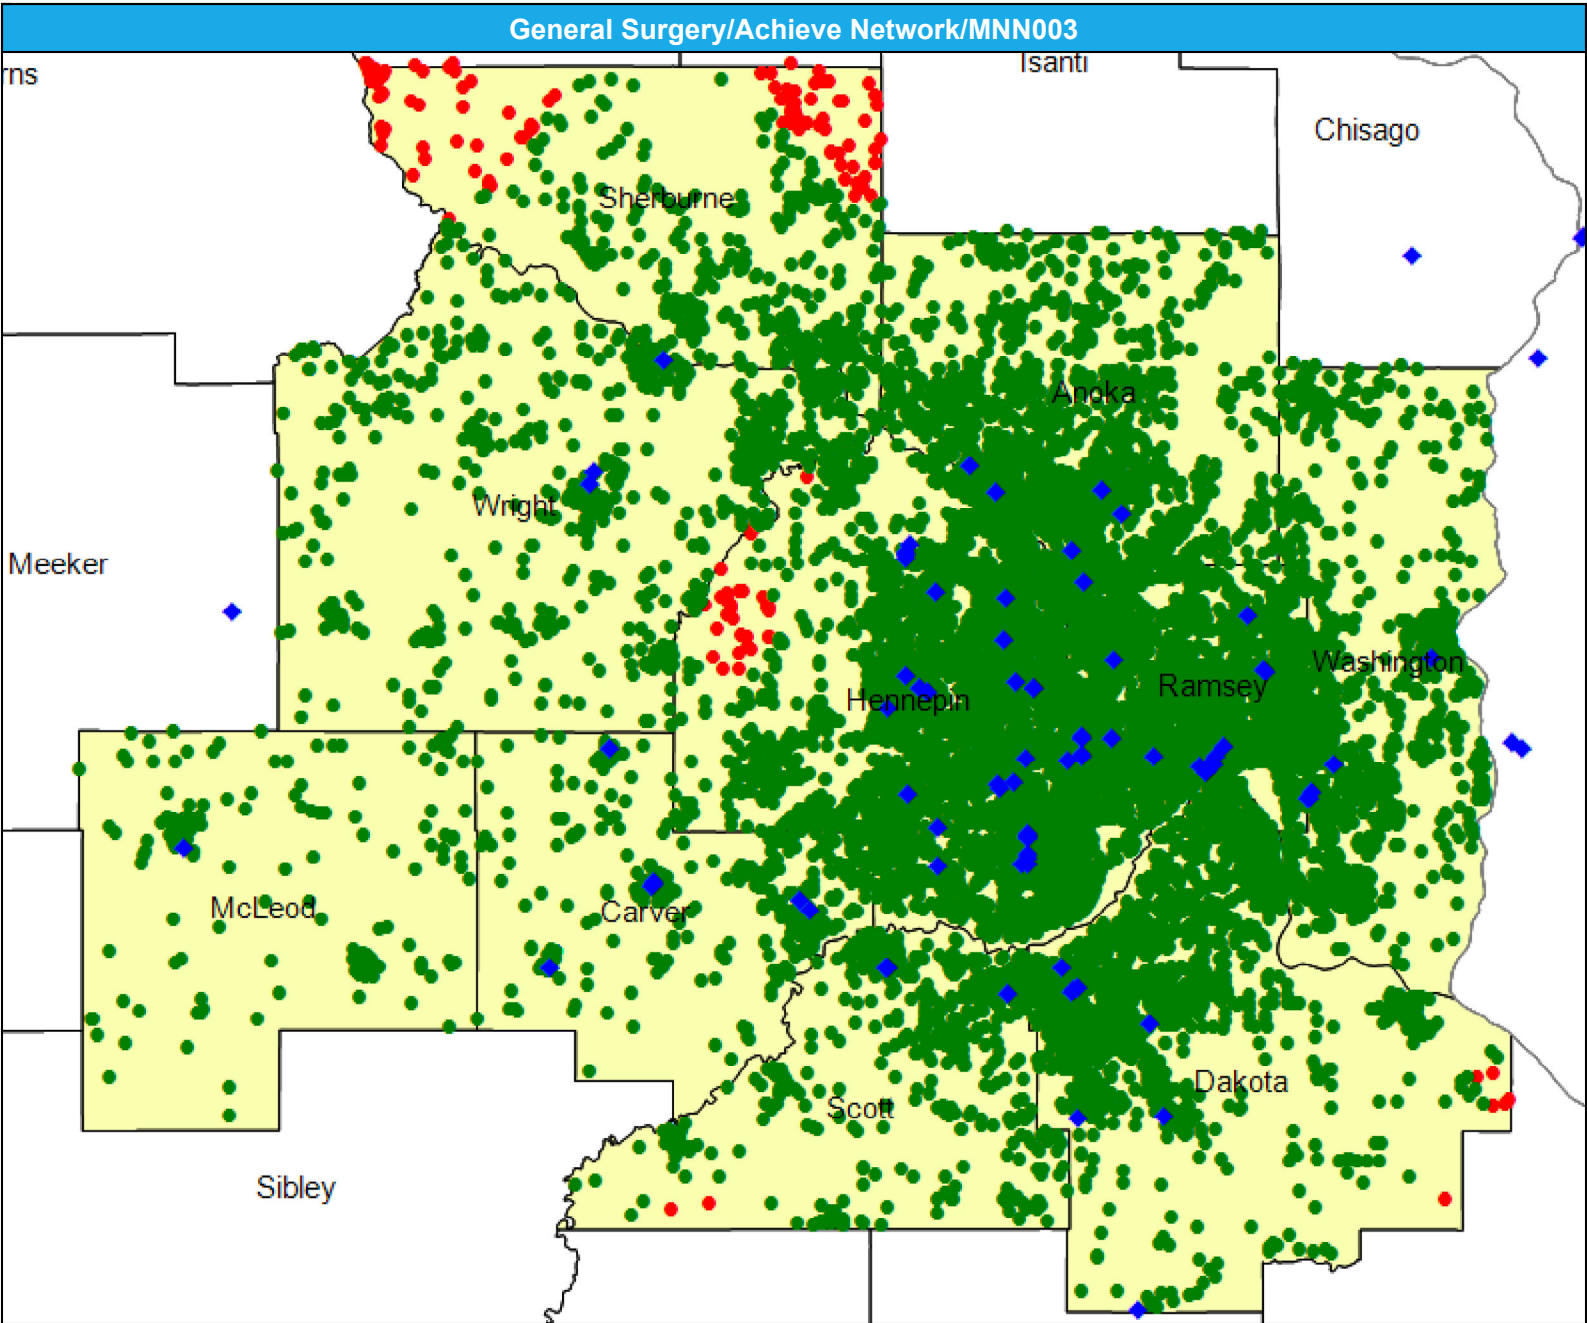 General Surgery/Achieve Network/MNN003
rns
Isanti
Chisago
Sherburne
Anoka
Wright
Meeker
Washington
Ramsey
Hennepin
McLeod
Carver
Dakota
Scott
Sibley